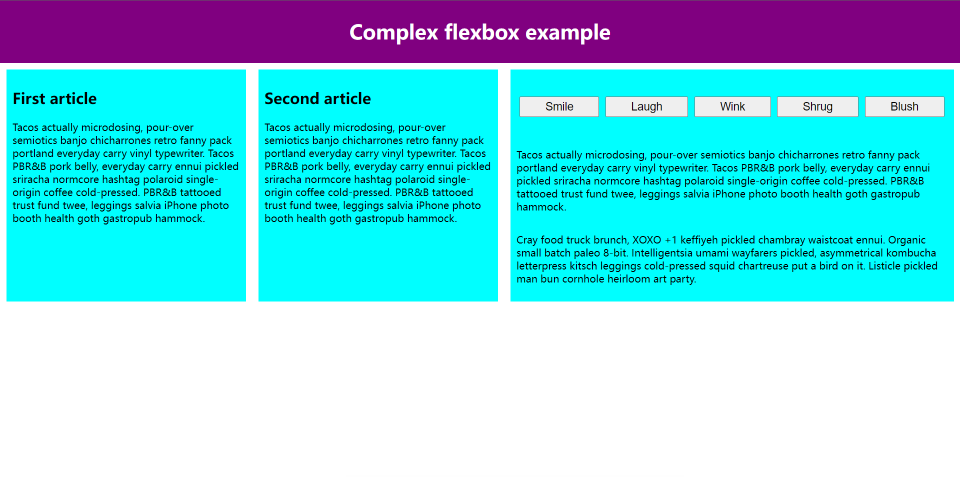 Complex flexbox example
First article
Tacos actually microdosing, pour-over
semiotics banjo chicharrones retro fanny pack
portland everyday carry vinyl typewriter. Tacos
PBR&B pork belly, everyday carry ennui pickled
sriracha normcore hashtag polaroid single-
origin coffee cold-pressed. PBR&B tattooed
trust fund twee, leggings salvia iPhone photo
booth health goth gastropub hammock.
Second article
Tacos actually microdosing, pour-over
semiotics banjo chicharrones retro fanny pack
portland everyday carry vinyl typewriter. Tacos
PBR&B pork belly, everyday carry ennui pickled
sriracha normcore hashtag polaroid single-
origin coffee cold-pressed. PBR&B tattooed
trust fund twee, leggings salvia iPhone photo
booth health goth gastropub hammock.
Smile Laugh Wink Shrug Blush
Tacos actually microdosing, pour-over semiotics banjo chicharrones retro fanny pack
portland everyday carry vinyl typewriter. Tacos PBR&B pork belly, everyday carry ennui
pickled sriracha normcore hashtag polaroid single-origin coffee cold-pressed. PBR&B
tattooed trust fund twee, leggings salvia iPhone photo booth health goth gastropub
hammock.
Cray food truck brunch, XOXO +1 keffiyeh pickled chambray waistcoat ennui. Organic
small batch paleo 8-bit. Intelligentsia umami wayfarers pickled, asymmetrical kombucha
letterpress kitsch leggings cold-pressed squid chartreuse put a bird on it. Listicle pickled
man bun cornhole heirloom art party.